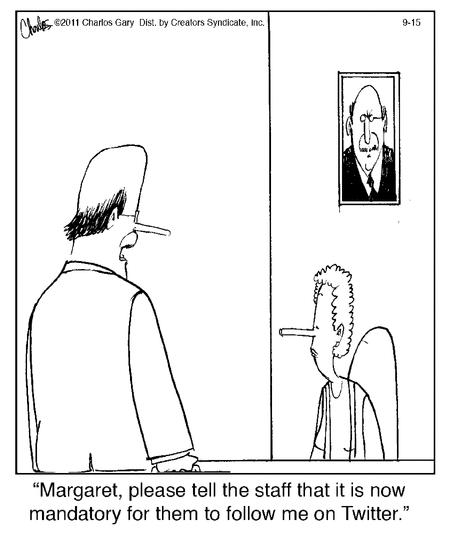 Charlos ©2011 Charlos Gary Dist. by Creators Syndicate, Inc. 9-15
“Margaret, please tell the staff that it is now
mandatory for them to follow me on Twitter.”